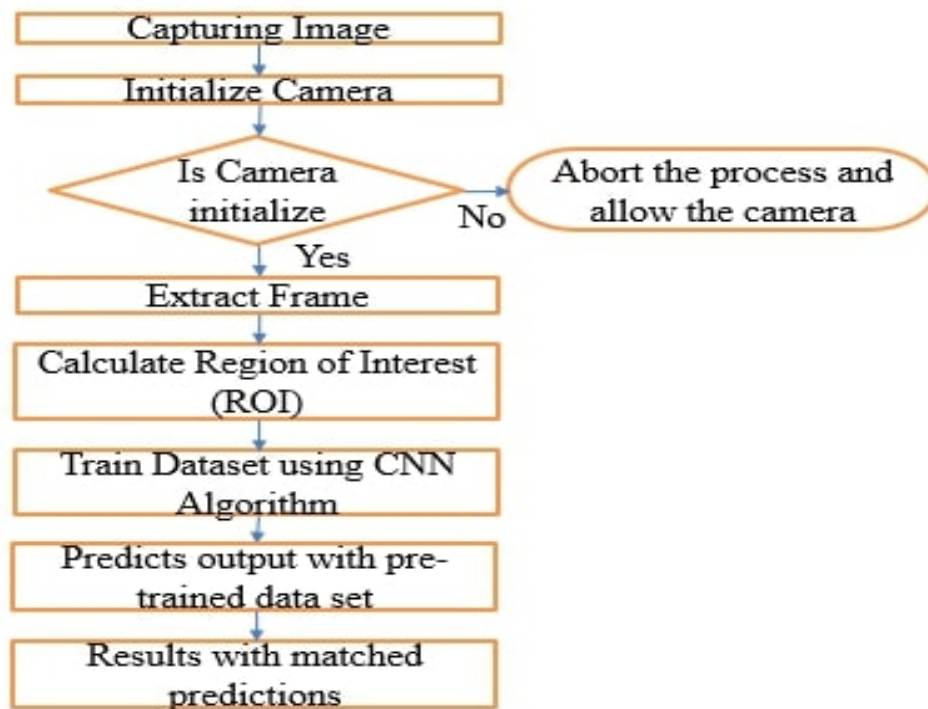 Capturing Image
Initialize Camera
Is Camera
initialize
Abort the process and
allow the camera
No
Yes
Extract Frame
Calculate Region of Interest
(ROI)
Train Dataset using CNN
Algorithm
Predicts output with pre-
trained data set
Results with matched
predictions